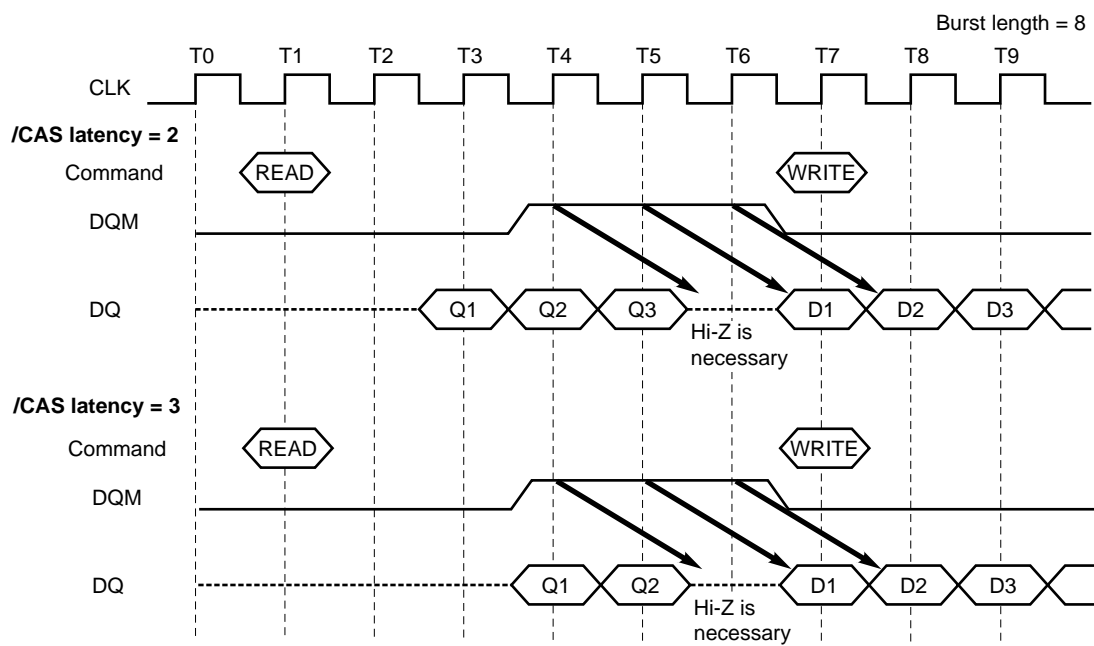 Burst length = 8
T0 T1 T2 T3 T4 T5 T6 T7 T8 T9
CLK
/CAS latency = 2
Command READ WRITE
DQM
DQ Q1 Q2 Q3 D1 D2 D3
Hi-Z is
necessary
/CAS latency = 3
Command READ WRITE
DQM
DQ Q1 Q2 D1 D2 D3
Hi-Z is
necessary